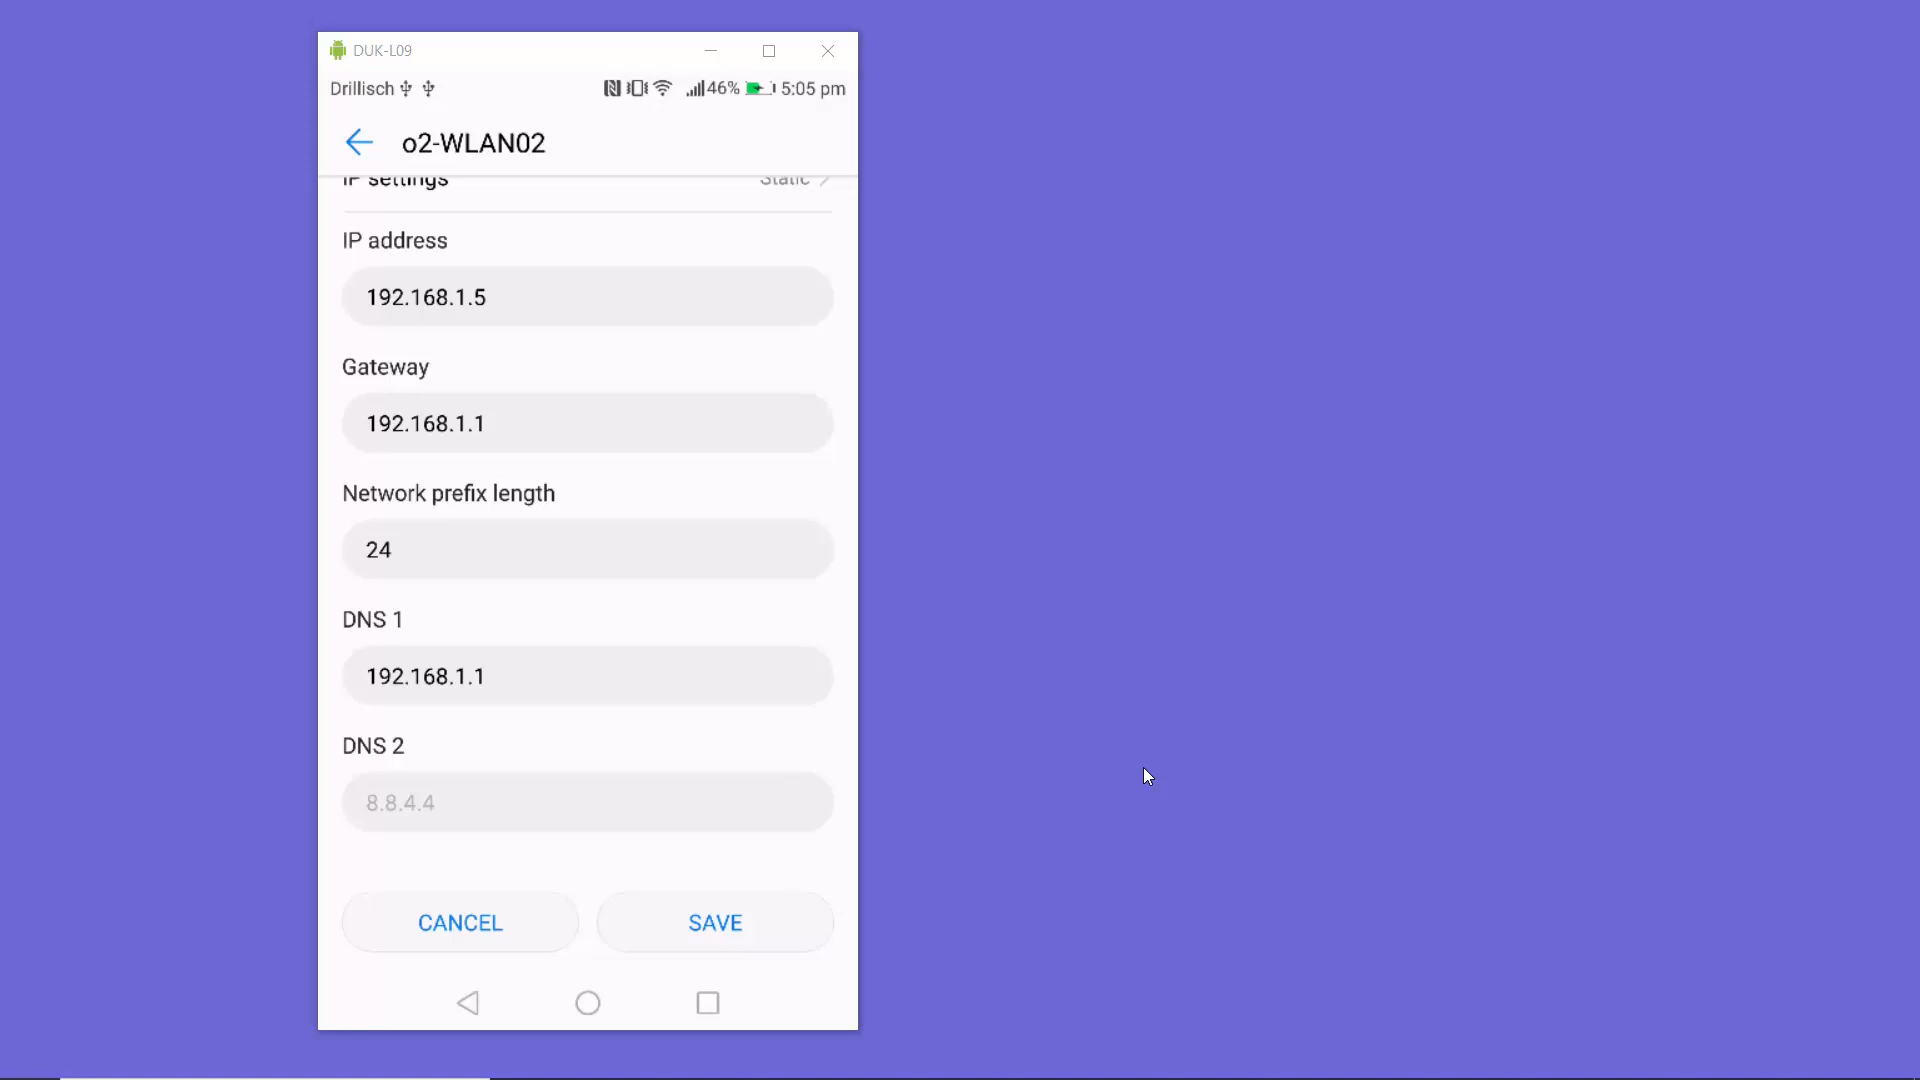 DUK-L09
Drillisch 46% 5:05 pm
o2-WLAN02
IP settings Static
IP address
192.168.1.5
Gateway
192.168.1.1
Network prefix length
24
DNS 1
192.168.1.1
DNS 2
8.8.4.4
CANCEL SAVE